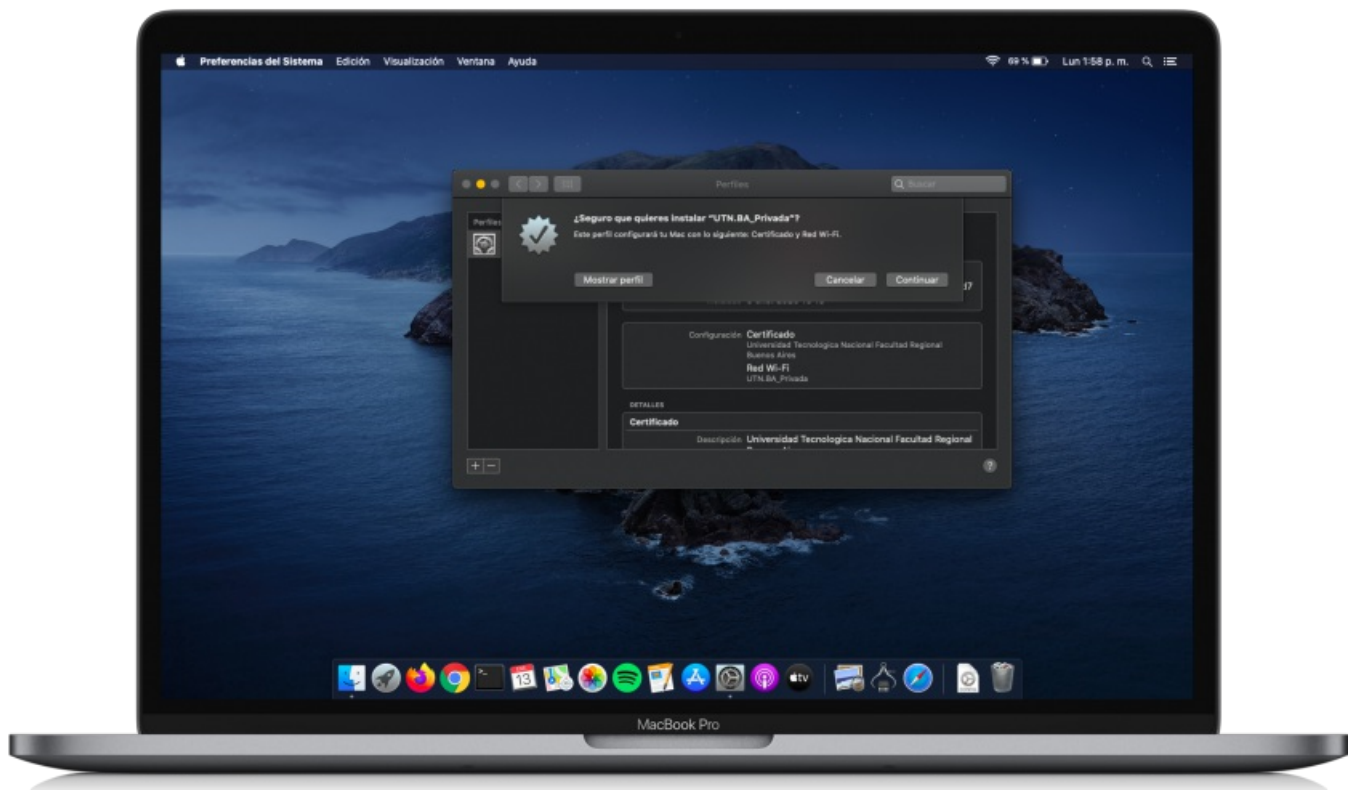 Preferencias del Sistema Edición Visualización Ventana Ayuda 69 % Lun 1:58 p. m.
Perfiles Buscar
Perfiles
¿Seguro que quieres instalar "UTN.BA_Privada"?
Este perfil configurará tu Mac con lo siguiente: Certificado y Red Wi-Fi.
Mostrar perfil Cancelar Continuar
Configuración Certificado
Universidad Tecnologica Nacional Facultad Regional
Buenos Aires
Red Wi-Fi
UTN.BA_Privada
DETALLES
Certificado
Descripción Universidad Tecnologica Nacional Facultad Regional
+ − ?
13
tv
MacBook Pro